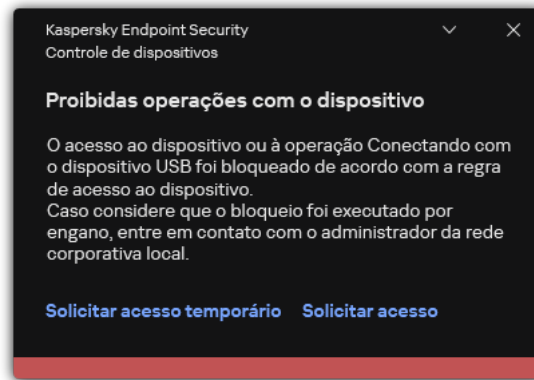 Kaspersky Endpoint Security
Controle de dispositivos
Proibidas operações com o dispositivo
O acesso ao dispositivo ou à operação Conectando com
o dispositivo USB foi bloqueado de acordo com a regra
de acesso ao dispositivo.
Caso considere que o bloqueio foi executado por
engano, entre em contato com o administrador da rede
corporativa local.
Solicitar acesso temporário Solicitar acesso